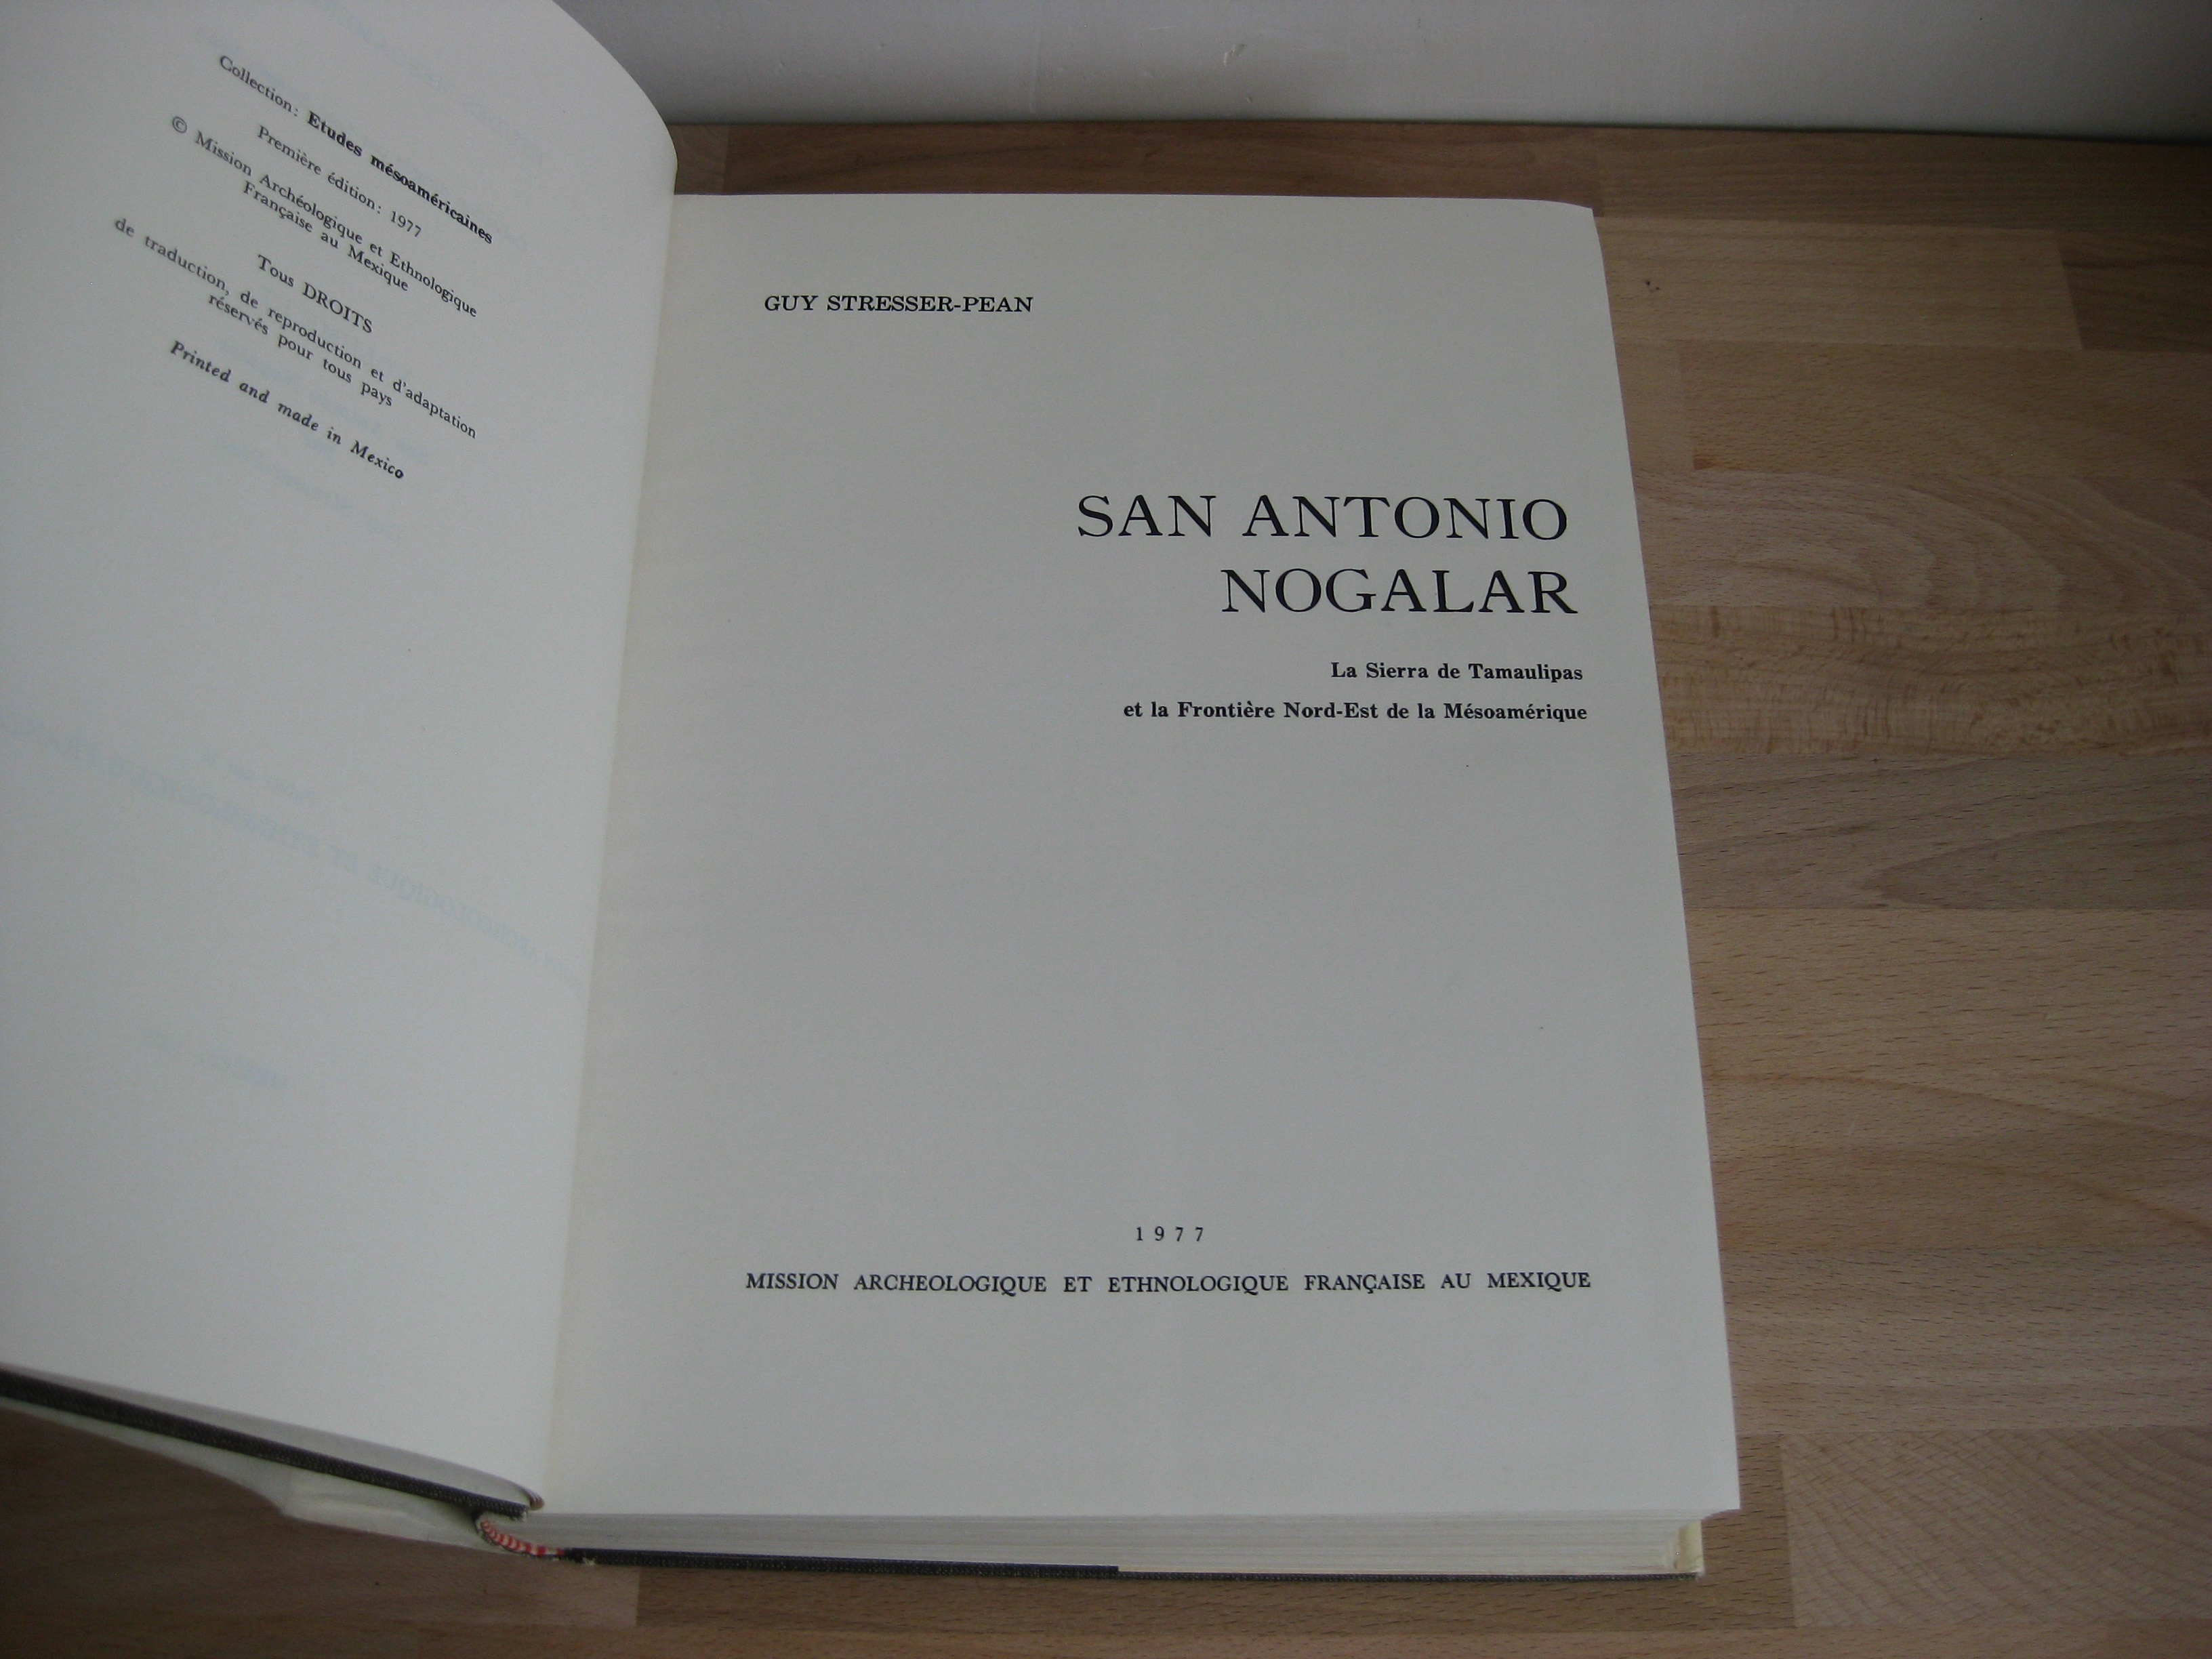 Collection: Etudes mésoaméricaines
Première édition: 1977
© Mission Archéologique et Ethnologique
Française au Mexique
Tous DROITS
de traduction, de reproduction et d'adaptation
réservés pour tous pays
Printed and made in Mexico
GUY STRESSER-PEAN
SAN ANTONIO
NOGALAR
La Sierra de Tamaulipas
et la Frontière Nord-Est de la Mésoamérique
1977
MISSION ARCHEOLOGIQUE ET ETHNOLOGIQUE FRANÇAISE AU MEXIQUE